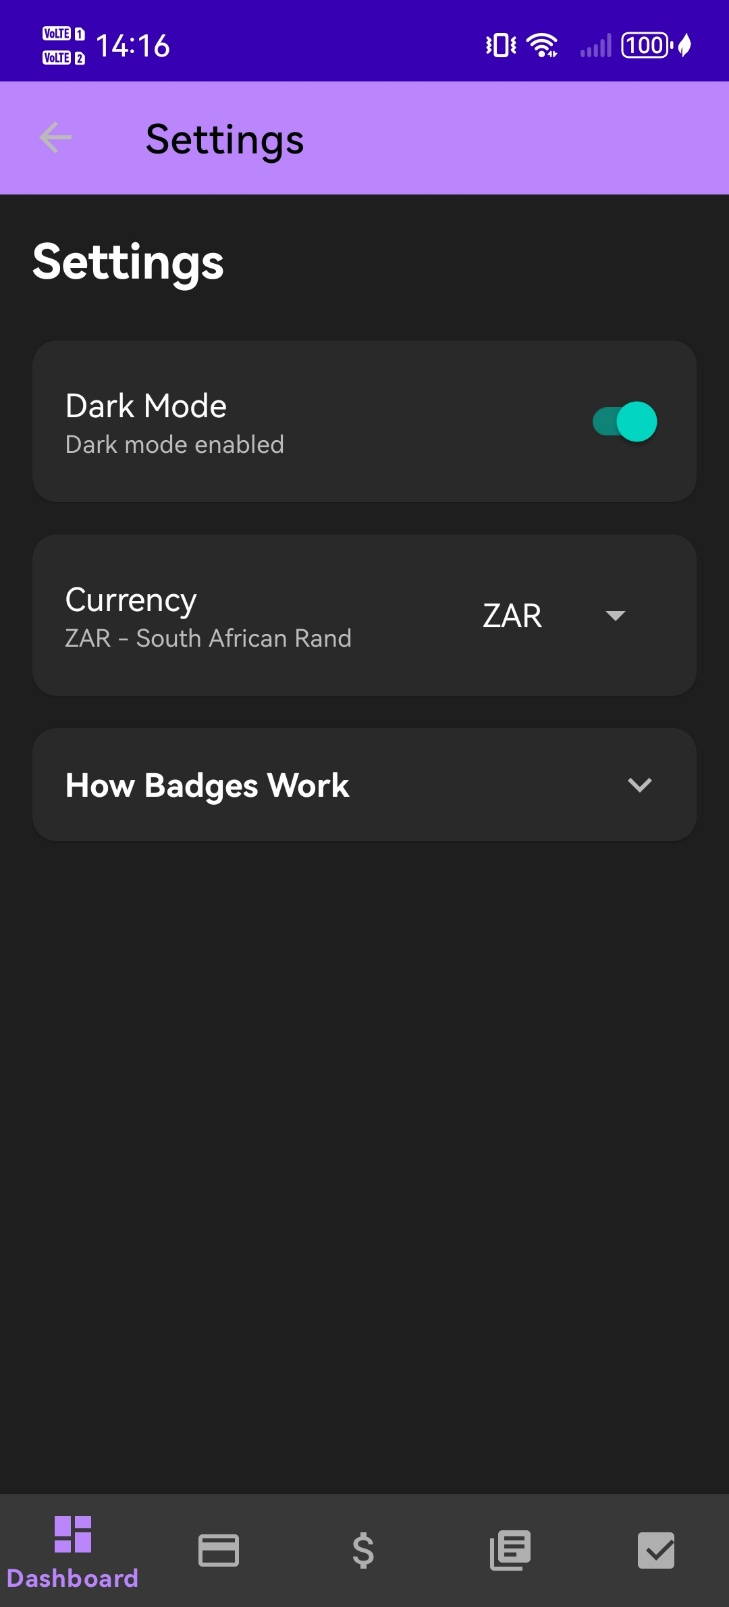 VoLTE 1
VoLTE 2
14:16
100
Settings
Settings
Dark Mode
Dark mode enabled
Currency
ZAR - South African Rand
ZAR
How Badges Work
Dashboard